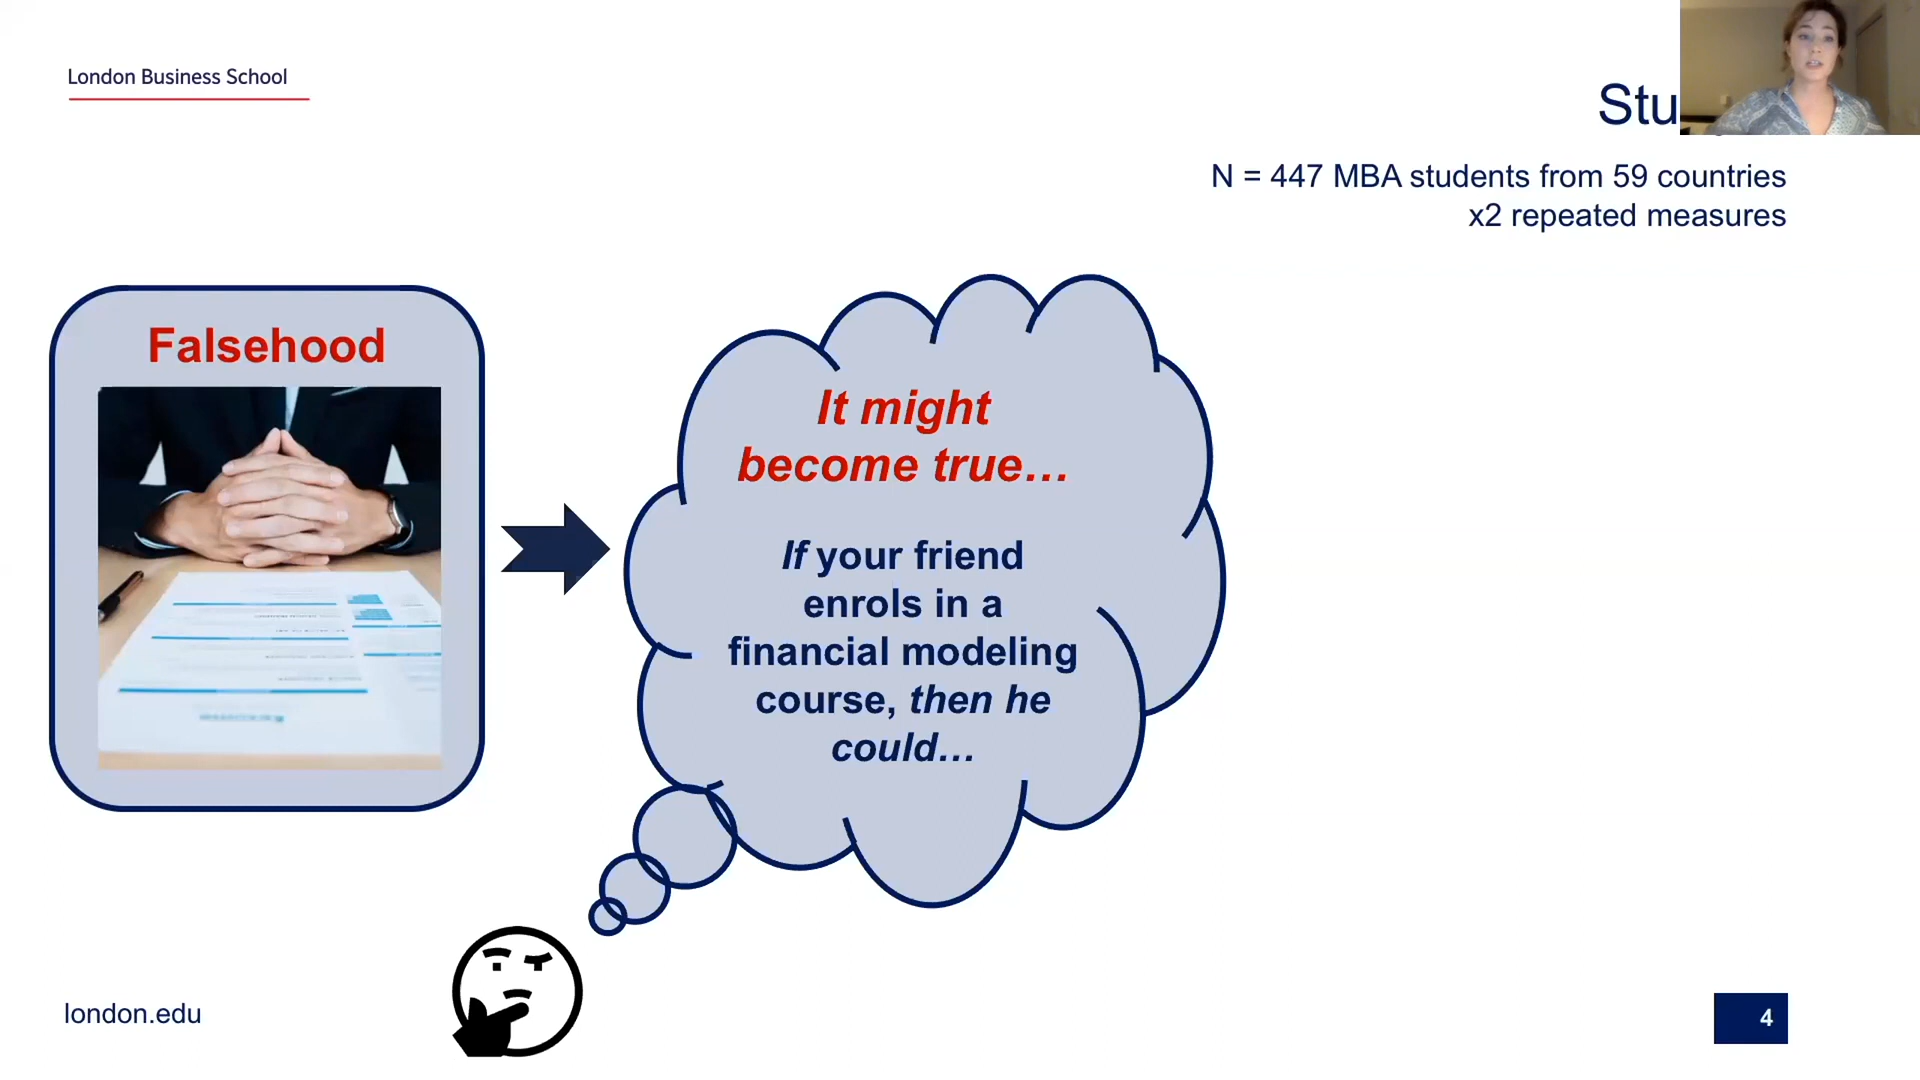 London Business School
Stu
N = 447 MBA students from 59 countries
x2 repeated measures
Falsehood
It might
become true…
If your friend
enrols in a
financial modeling
course, then he
could…
london.edu
4